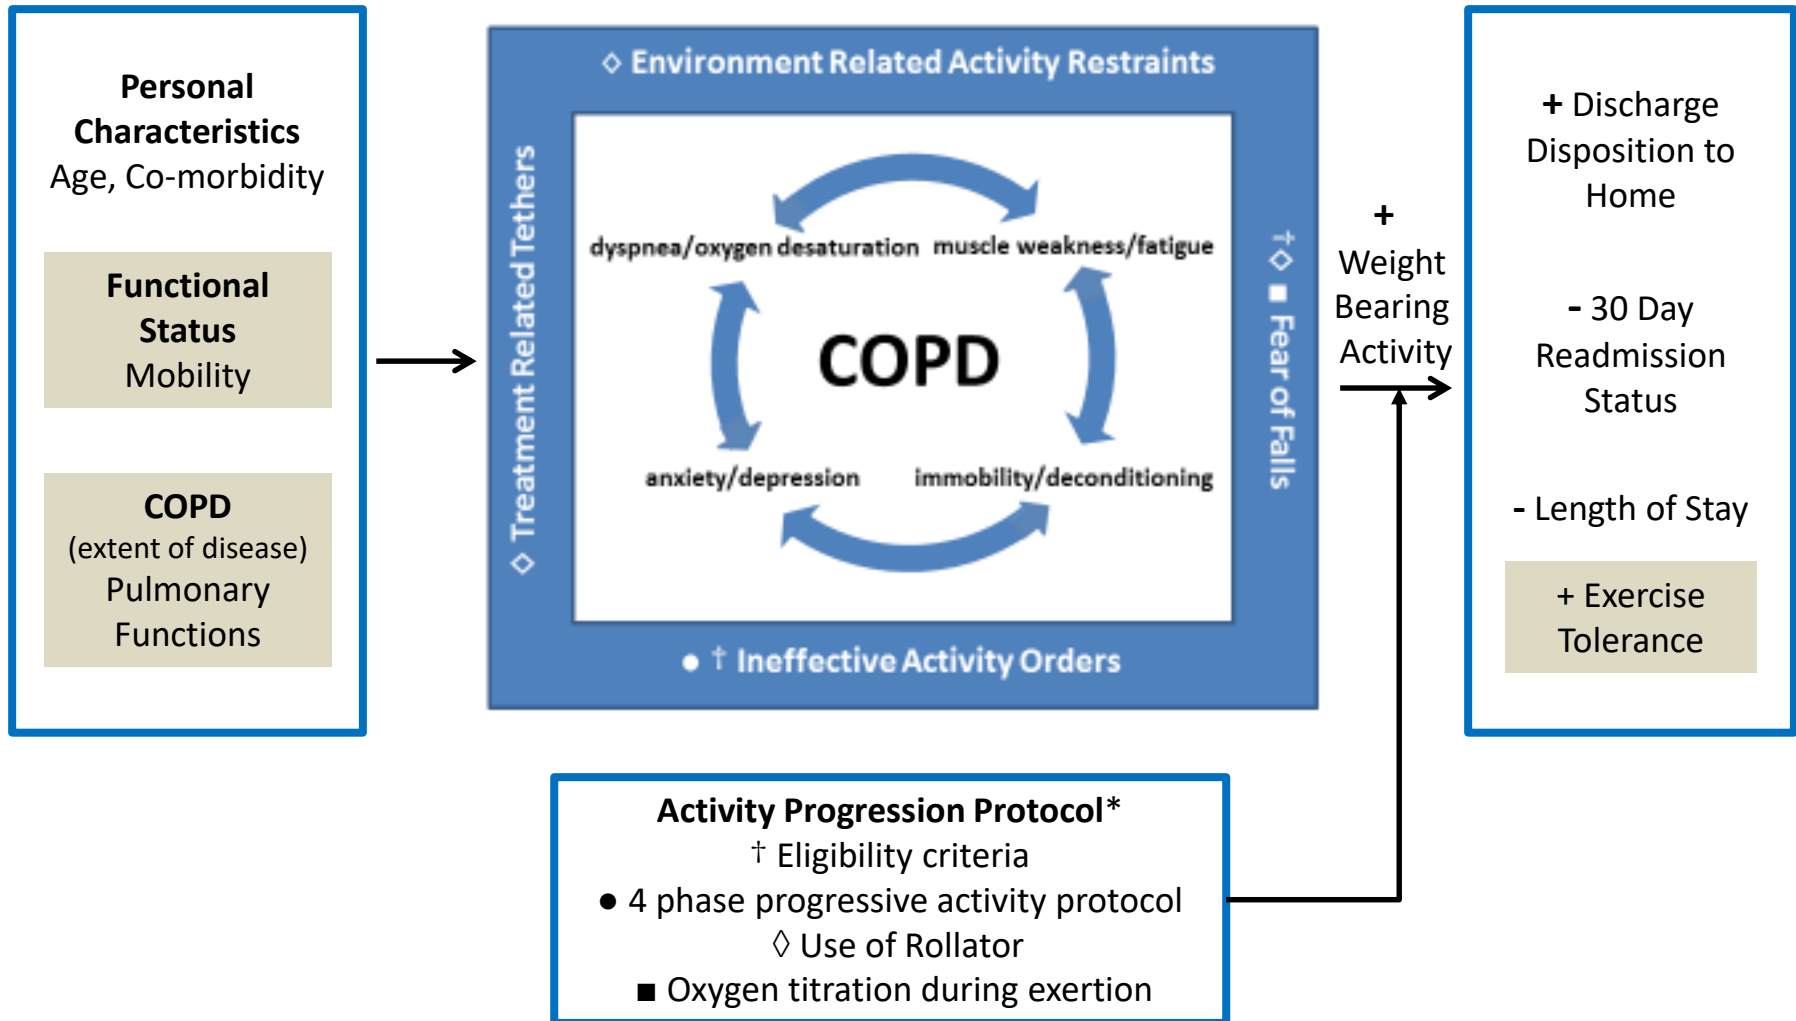 Personal
Characteristics
Age, Co-morbidity
Functional
Status
Mobility
COPD
(extent of disease)
Pulmonary
Functions
◇ Environment Related Activity Restraints
◇ Treatment Related Tethers
dyspnea/oxygen desaturation
muscle weakness/fatigue
COPD
anxiety/depression
immobility/deconditioning
†◇ ■ Fear of Falls
● † Ineffective Activity Orders
+
Weight
Bearing
Activity
+ Discharge
Disposition to
Home
- 30 Day
Readmission
Status
- Length of Stay
+ Exercise
Tolerance
Activity Progression Protocol*
† Eligibility criteria
● 4 phase progressive activity protocol
◊ Use of Rollator
■ Oxygen titration during exertion